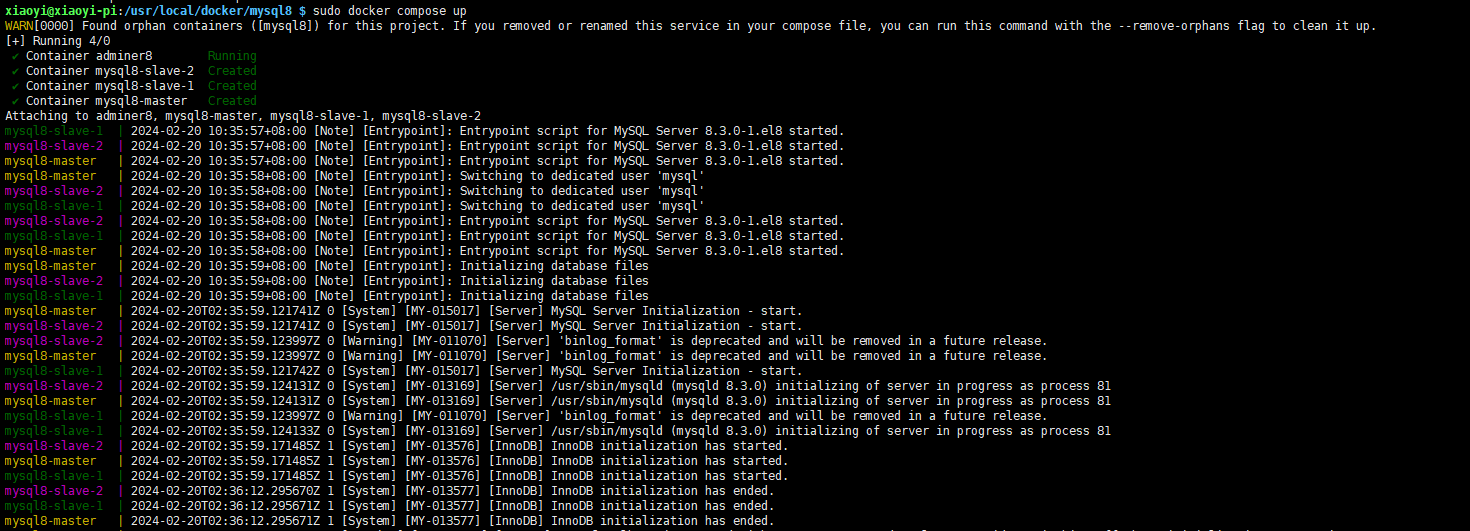 xiaoyi@xiaoyi-pi:/usr/local/docker/mysql8 $ sudo docker compose up
WARN[0000] Found orphan containers ([mysql8]) for this project. If you removed or renamed this service in your compose file, you can run this command with the --remove-orphans flag to clean it up.
[+] Running 4/0
✔ Container adminer8 Running
✔ Container mysql8-slave-2 Created
✔ Container mysql8-slave-1 Created
✔ Container mysql8-master Created
Attaching to adminer8, mysql8-master, mysql8-slave-1, mysql8-slave-2
mysql8-slave-1 | 2024-02-20 10:35:57+08:00 [Note] [Entrypoint]: Entrypoint script for MySQL Server 8.3.0-1.el8 started.
mysql8-slave-2 | 2024-02-20 10:35:57+08:00 [Note] [Entrypoint]: Entrypoint script for MySQL Server 8.3.0-1.el8 started.
mysql8-master | 2024-02-20 10:35:57+08:00 [Note] [Entrypoint]: Entrypoint script for MySQL Server 8.3.0-1.el8 started.
mysql8-master | 2024-02-20 10:35:58+08:00 [Note] [Entrypoint]: Switching to dedicated user 'mysql'
mysql8-slave-2 | 2024-02-20 10:35:58+08:00 [Note] [Entrypoint]: Switching to dedicated user 'mysql'
mysql8-slave-1 | 2024-02-20 10:35:58+08:00 [Note] [Entrypoint]: Switching to dedicated user 'mysql'
mysql8-slave-2 | 2024-02-20 10:35:58+08:00 [Note] [Entrypoint]: Entrypoint script for MySQL Server 8.3.0-1.el8 started.
mysql8-slave-1 | 2024-02-20 10:35:58+08:00 [Note] [Entrypoint]: Entrypoint script for MySQL Server 8.3.0-1.el8 started.
mysql8-master | 2024-02-20 10:35:58+08:00 [Note] [Entrypoint]: Entrypoint script for MySQL Server 8.3.0-1.el8 started.
mysql8-master | 2024-02-20 10:35:59+08:00 [Note] [Entrypoint]: Initializing database files
mysql8-slave-2 | 2024-02-20 10:35:59+08:00 [Note] [Entrypoint]: Initializing database files
mysql8-slave-1 | 2024-02-20 10:35:59+08:00 [Note] [Entrypoint]: Initializing database files
mysql8-master | 2024-02-20T02:35:59.121741Z 0 [System] [MY-015017] [Server] MySQL Server Initialization - start.
mysql8-slave-2 | 2024-02-20T02:35:59.121741Z 0 [System] [MY-015017] [Server] MySQL Server Initialization - start.
mysql8-slave-2 | 2024-02-20T02:35:59.123997Z 0 [Warning] [MY-011070] [Server] 'binlog_format' is deprecated and will be removed in a future release.
mysql8-master | 2024-02-20T02:35:59.123997Z 0 [Warning] [MY-011070] [Server] 'binlog_format' is deprecated and will be removed in a future release.
mysql8-slave-1 | 2024-02-20T02:35:59.121742Z 0 [System] [MY-015017] [Server] MySQL Server Initialization - start.
mysql8-slave-2 | 2024-02-20T02:35:59.124131Z 0 [System] [MY-013169] [Server] /usr/sbin/mysqld (mysqld 8.3.0) initializing of server in progress as process 81
mysql8-master | 2024-02-20T02:35:59.124131Z 0 [System] [MY-013169] [Server] /usr/sbin/mysqld (mysqld 8.3.0) initializing of server in progress as process 81
mysql8-slave-1 | 2024-02-20T02:35:59.123997Z 0 [Warning] [MY-011070] [Server] 'binlog_format' is deprecated and will be removed in a future release.
mysql8-slave-1 | 2024-02-20T02:35:59.124133Z 0 [System] [MY-013169] [Server] /usr/sbin/mysqld (mysqld 8.3.0) initializing of server in progress as process 81
mysql8-slave-2 | 2024-02-20T02:35:59.171485Z 1 [System] [MY-013576] [InnoDB] InnoDB initialization has started.
mysql8-master | 2024-02-20T02:35:59.171485Z 1 [System] [MY-013576] [InnoDB] InnoDB initialization has started.
mysql8-slave-1 | 2024-02-20T02:35:59.171485Z 1 [System] [MY-013576] [InnoDB] InnoDB initialization has started.
mysql8-slave-2 | 2024-02-20T02:36:12.295670Z 1 [System] [MY-013577] [InnoDB] InnoDB initialization has ended.
mysql8-slave-1 | 2024-02-20T02:36:12.295671Z 1 [System] [MY-013577] [InnoDB] InnoDB initialization has ended.
mysql8-master | 2024-02-20T02:36:12.295671Z 1 [System] [MY-013577] [InnoDB] InnoDB initialization has ended.